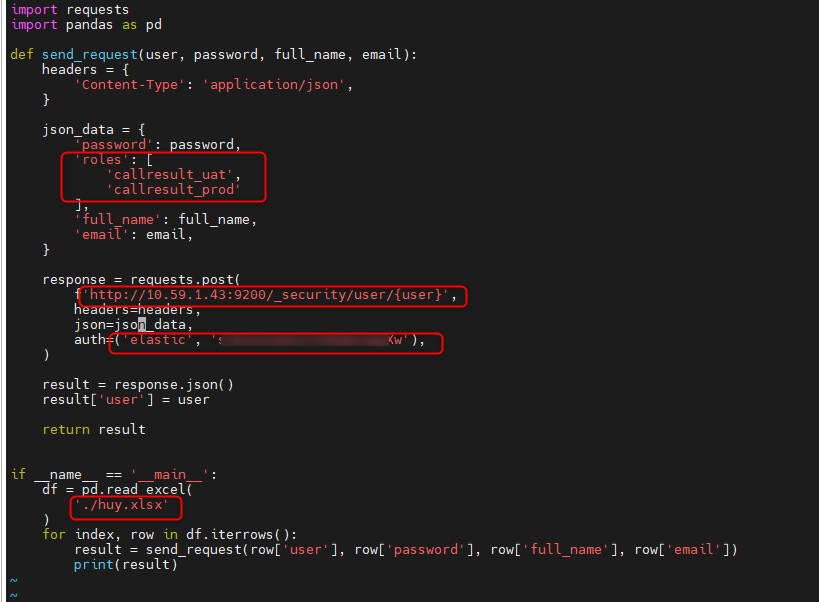 import requests
import pandas as pd
def send_request(user, password, full_name, email):
headers = {
'Content-Type': 'application/json',
}
json_data = {
'password': password,
'roles': [
'callresult_uat',
'callresult_prod'
],
'full_name': full_name,
'email': email,
}
response = requests.post(
f'http://10.59.1.43:9200/_security/user/{user}',
headers=headers,
json=json_data,
auth=('elastic', 's Kw'),
)
result = response.json()
result['user'] = user
return result
if __name__ == '__main__':
df = pd.read_excel(
'./huy.xlsx'
)
for index, row in df.iterrows():
result = send_request(row['user'], row['password'], row['full_name'], row['email'])
print(result)
~
~